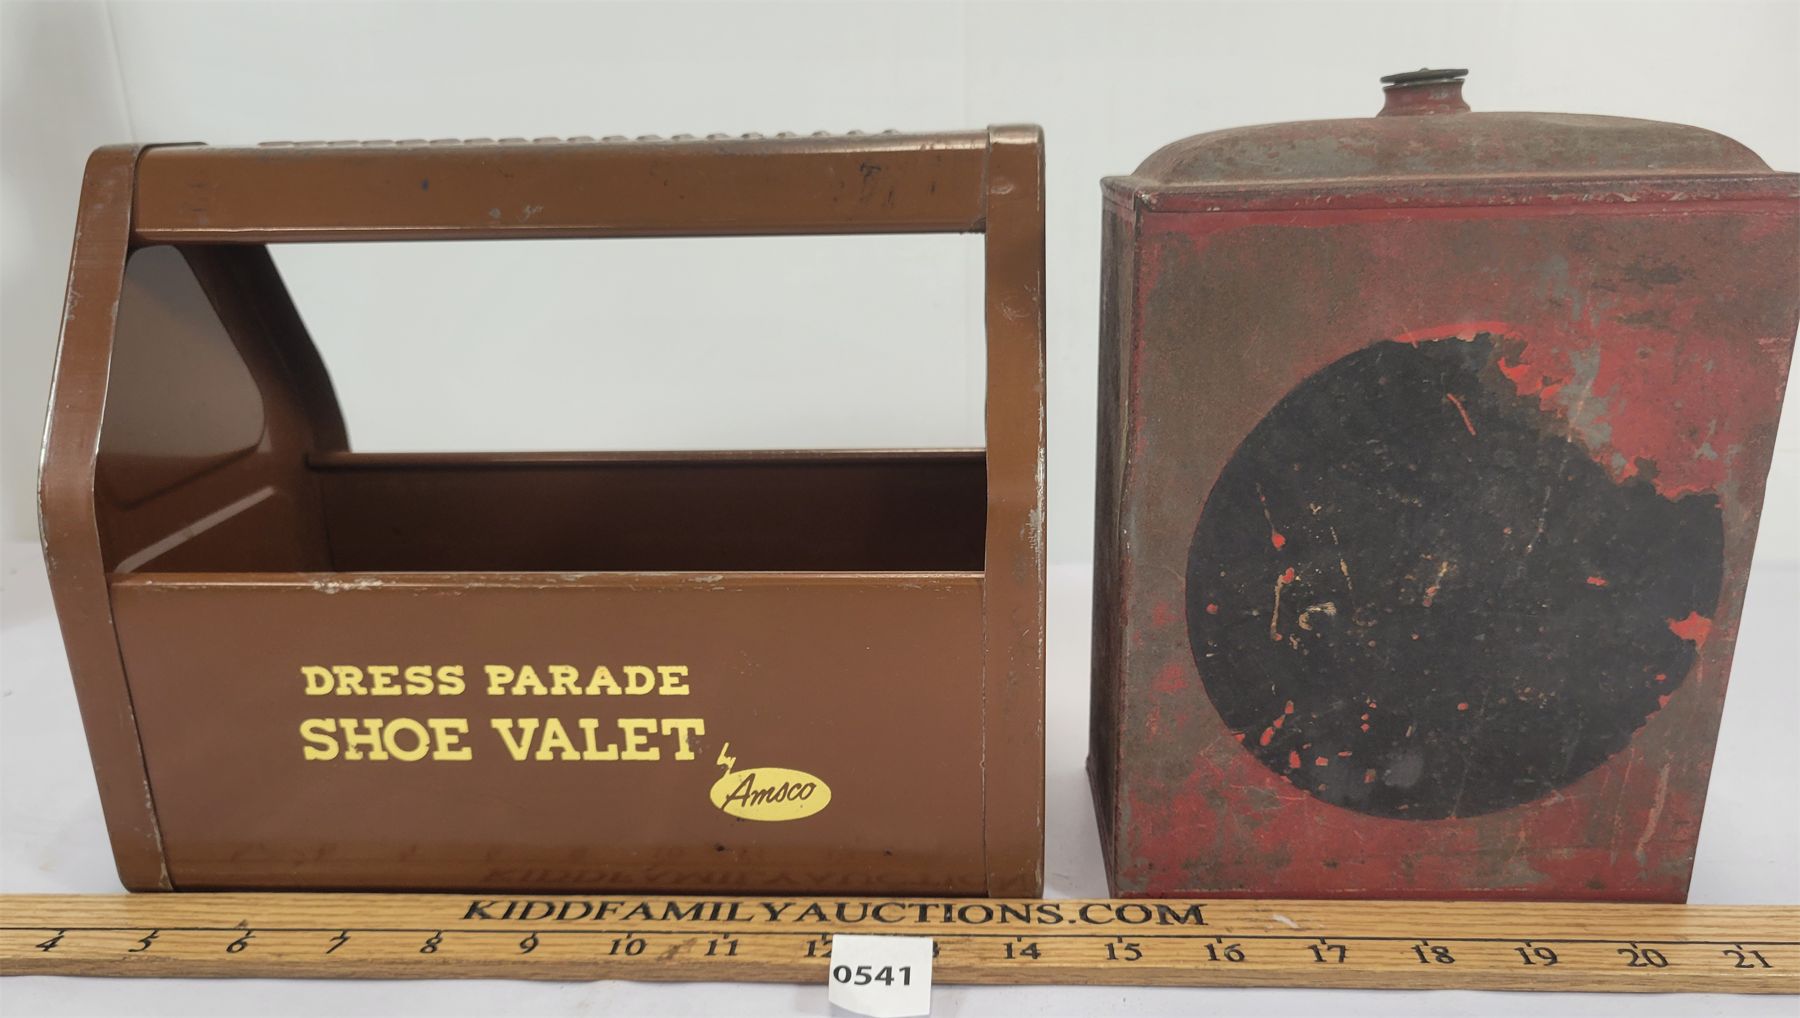 DRESS PARADE
SHOE VALET
by
Amsco
KIDDFAMILYAUCTIONS.COM
4 5 6 7 8 9 10 11 12 13 14 15 16 17 18 19 20 21
0541